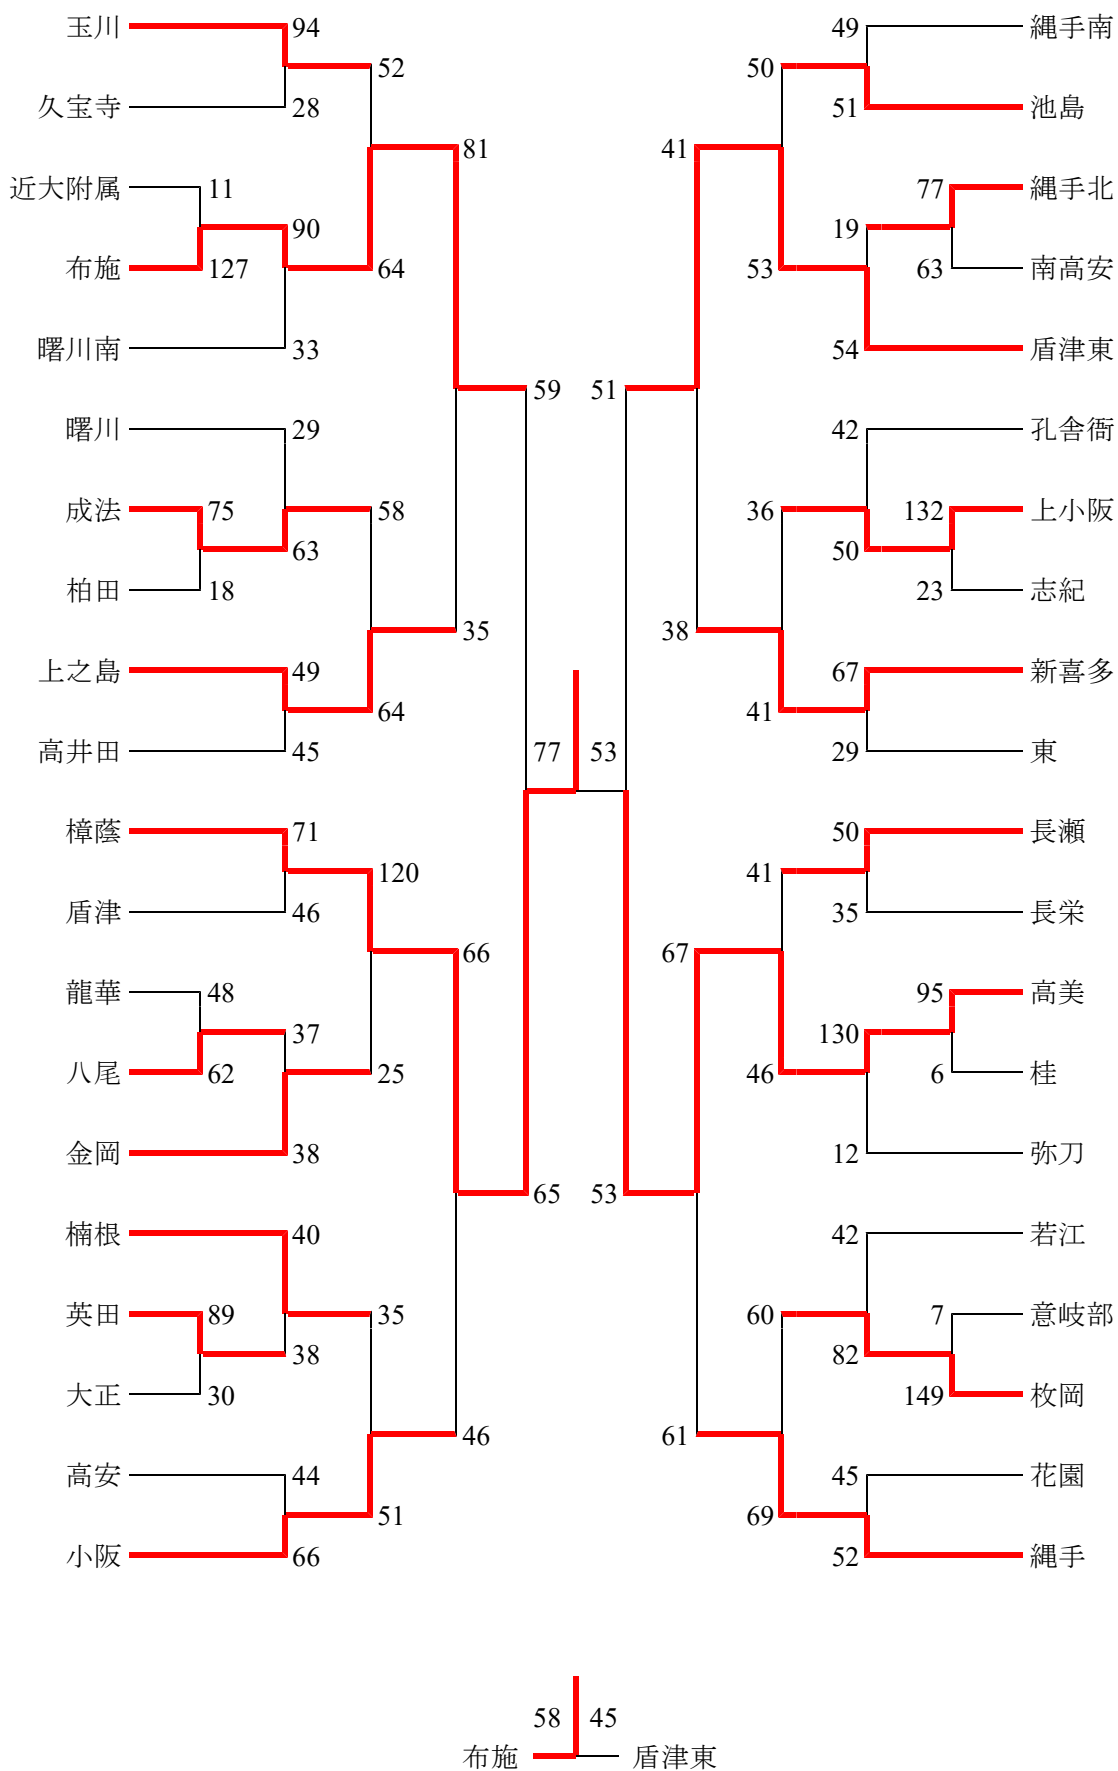 玉川 94 49 縄手南
52 50
久宝寺 28 51 池島
81 41
近大附属 11 77 縄手北
90 19
布施 127 64 53 63 南高安
曙川南 33 54 盾津東
59 51
曙川 29 42 孔舎衙
成法 75 58 36 132 上小阪
63 50
柏田 18 23 志紀
35 38
上之島 49 67 新喜多
64 41
高井田 45 77 53 29 東
樟蔭 71 50 長瀬
120 41
盾津 46 35 長栄
66 67
龍華 48 95 高美
37 130
八尾 62 25 46 6 桂
金岡 38 12 弥刀
65 53
楠根 40 42 若江
英田 89 35 60 7 意岐部
38 82
大正 30 149 枚岡
46 61
高安 44 45 花園
51 69
小阪 66 52 縄手
58 45
布施 盾津東